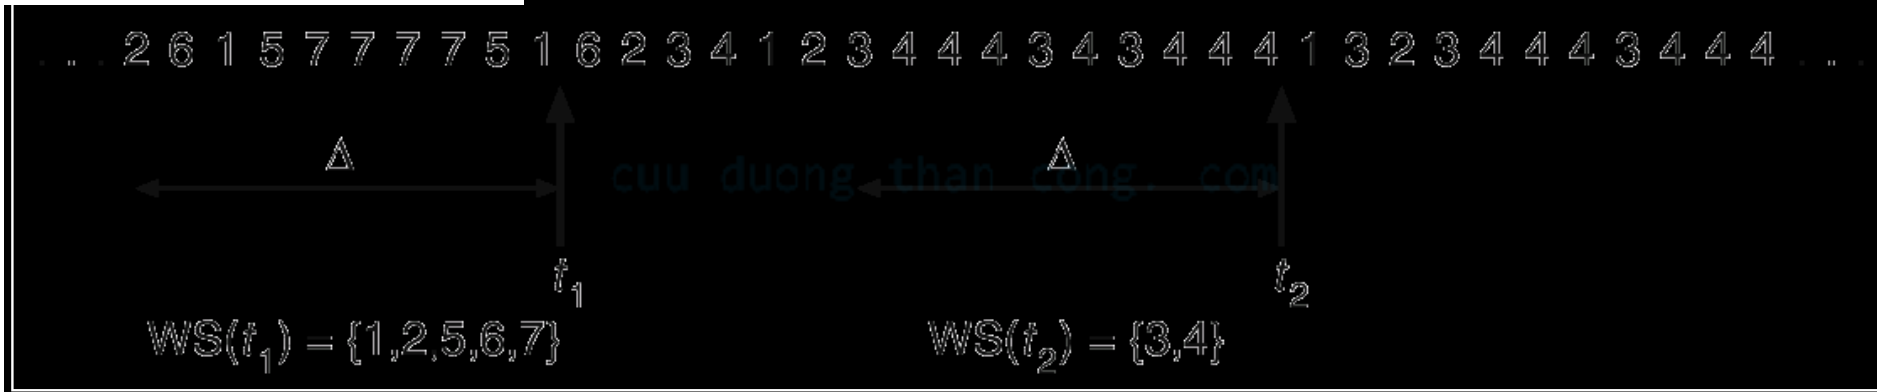 . . . 2 6 1 5 7 7 7 7 5 1 6 2 3 4 1 2 3 4 4 4 3 4 3 4 4 4 1 3 2 3 4 4 4 3 4 4 4 . . .
Δ Δ
cuu duong than cong. com
t1 t2
WS(t1) = {1,2,5,6,7} WS(t2) = {3,4}